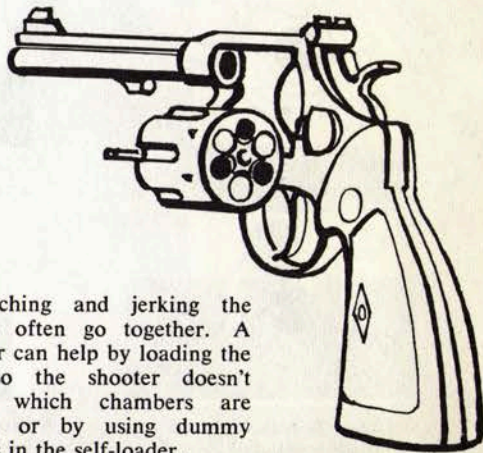 ching and jerking the
often go together. A
r can help by loading the
o the shooter doesn't
which chambers are
or by using dummy
in the self-loader.